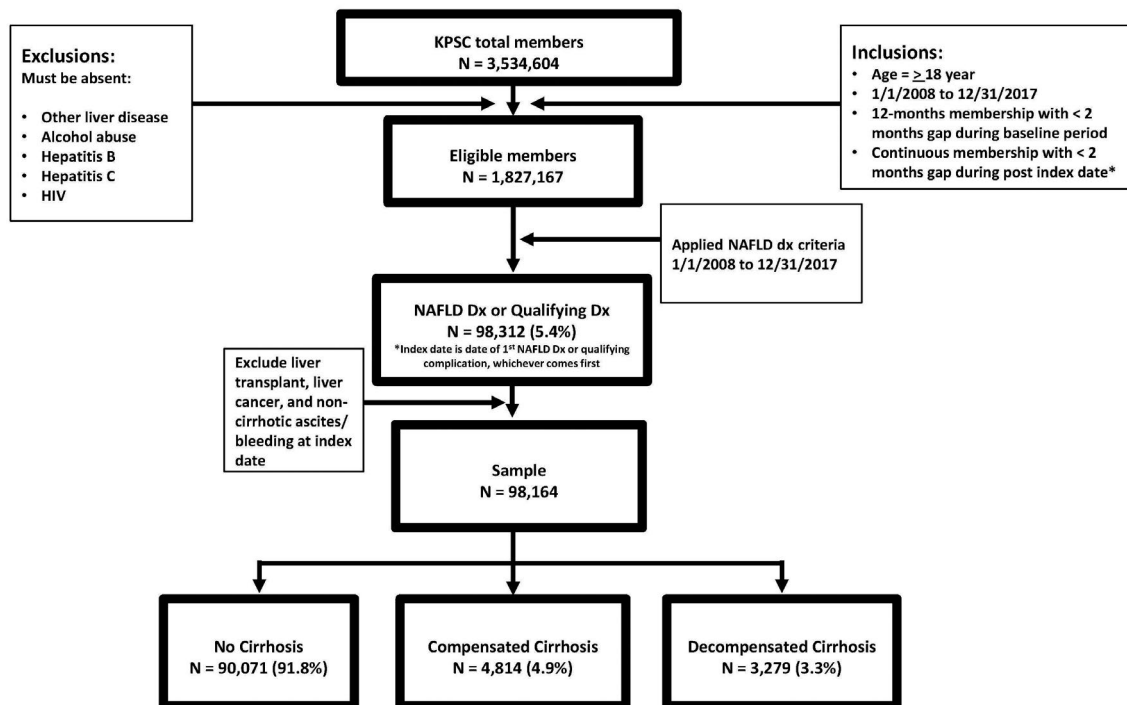 KPSC total members
N = 3,534,604
Exclusions:
Must be absent:
• Other liver disease
• Alcohol abuse
• Hepatitis B
• Hepatitis C
• HIV
Inclusions:
• Age = ≥ 18 year
• 1/1/2008 to 12/31/2017
• 12-months membership with < 2
months gap during baseline period
• Continuous membership with < 2
months gap during post index date*
Eligible members
N = 1,827,167
Applied NAFLD dx criteria
1/1/2008 to 12/31/2017
NAFLD Dx or Qualifying Dx
N = 98,312 (5.4%)
*Index date is date of 1st NAFLD Dx or qualifying
complication, whichever comes first
Exclude liver
transplant, liver
cancer, and non-
cirrhotic ascites/
bleeding at index
date
Sample
N = 98,164
No Cirrhosis
N = 90,071 (91.8%)
Compensated Cirrhosis
N = 4,814 (4.9%)
Decompensated Cirrhosis
N = 3,279 (3.3%)